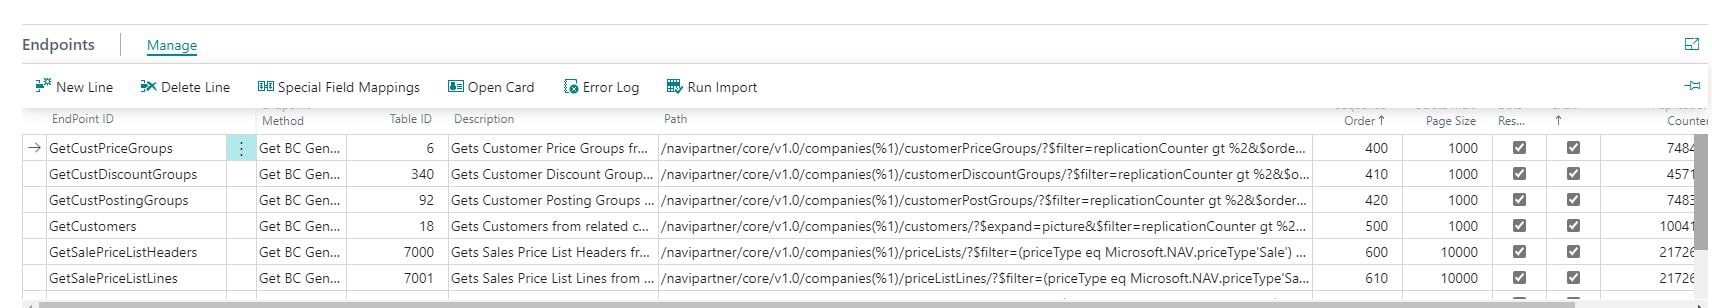 Endpoints Manage
New Line Delete Line Special Field Mappings Open Card Error Log Run Import
EndPoint ID Method Table ID Description Path Order ↑ Page Size Res... ↑ Counter
→ GetCustPriceGroups ⋮ Get BC Gen... 6 Gets Customer Price Groups fr... /navipartner/core/v1.0/companies(%1)/customerPriceGroups/?$filter=replicationCounter gt %2&$orde... 400 1000 7484
GetCustDiscountGroups Get BC Gen... 340 Gets Customer Discount Group... /navipartner/core/v1.0/companies(%1)/customerDiscountGroups/?$filter=replicationCounter gt %2&$o... 410 1000 4571
GetCustPostingGroups Get BC Gen... 92 Gets Customer Posting Groups ... /navipartner/core/v1.0/companies(%1)/customerPostGroups/?$filter=replicationCounter gt %2&$order... 420 1000 7483
GetCustomers Get BC Gen... 18 Gets Customers from related c... /navipartner/core/v1.0/companies(%1)/customers/?$expand=picture&$filter=replicationCounter gt %2... 500 1000 10041
GetSalePriceListHeaders Get BC Gen... 7000 Gets Sales Price List Headers fr... /navipartner/core/v1.0/companies(%1)/priceLists/?$filter=(priceType eq Microsoft.NAV.priceType'Sale') ... 600 10000 21726
GetSalePriceListLines Get BC Gen... 7001 Gets Sales Price List Lines from ... /navipartner/core/v1.0/companies(%1)/priceListLines/?$filter=(priceType eq Microsoft.NAV.priceType'Sa... 610 10000 21726